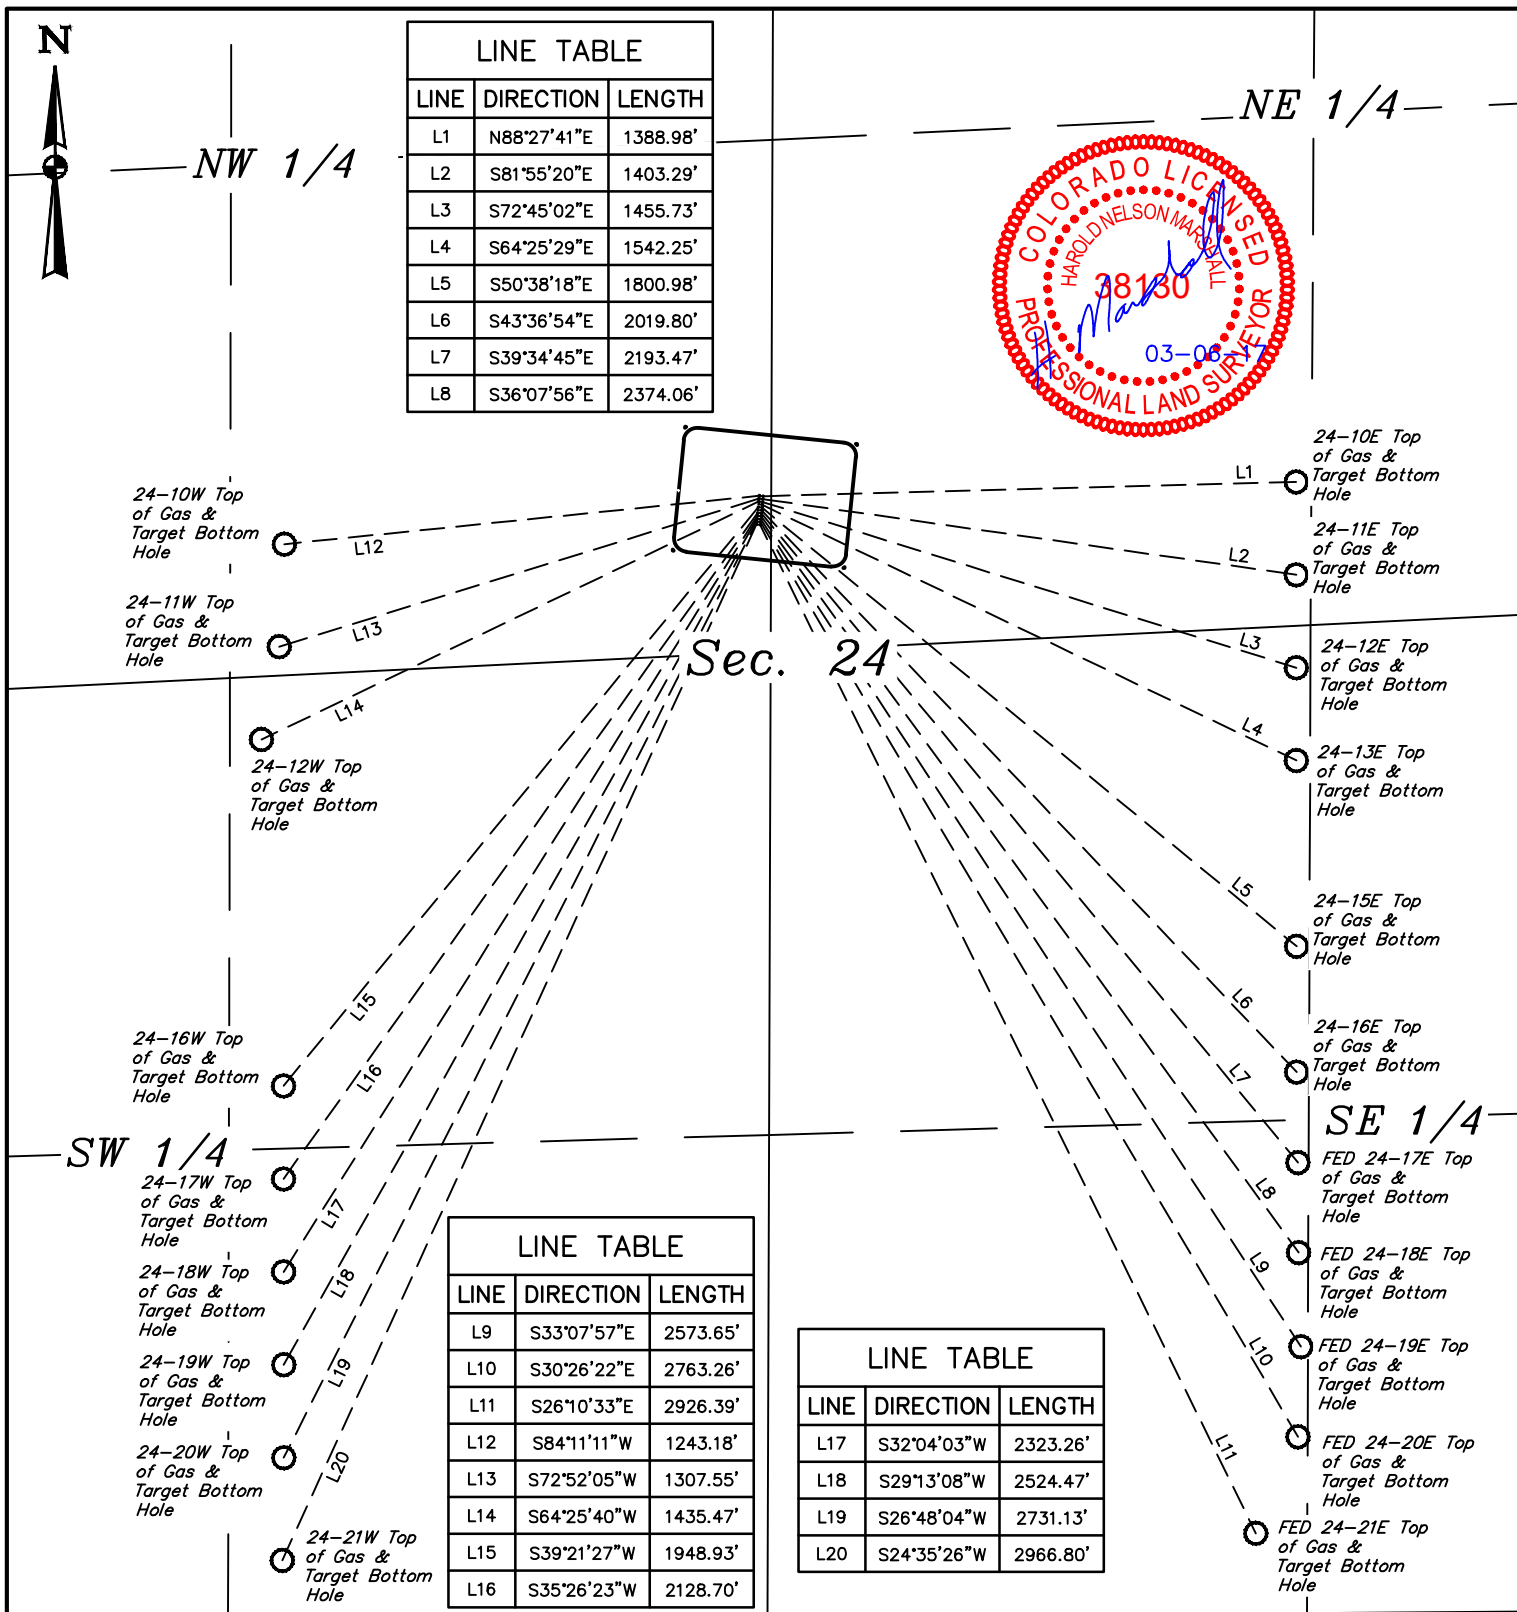 N
LINE TABLE
LINE DIRECTION LENGTH
L1 N88°27'41"E 1388.98'
L2 S81°55'20"E 1403.29'
L3 S72°45'02"E 1455.73'
L4 S64°25'29"E 1542.25'
L5 S50°38'18"E 1800.98'
L6 S43°36'54"E 2019.80'
L7 S39°34'45"E 2193.47'
L8 S36°07'56"E 2374.06'
NW 1/4
NE 1/4
COLORADO LICENSED
HAROLD NELSON MARSHALL
38130
03-06-17
PROFESSIONAL LAND SURVEYOR
24-10W Top
of Gas &
Target Bottom
Hole
L12
24-11W Top
of Gas &
Target Bottom
Hole
L13
24-12W Top
of Gas &
Target Bottom
Hole
L14
Sec. 24
24-10E Top
of Gas &
Target Bottom
Hole
L1
24-11E Top
of Gas &
Target Bottom
Hole
L2
24-12E Top
of Gas &
Target Bottom
Hole
L3
24-13E Top
of Gas &
Target Bottom
Hole
L4
24-15E Top
of Gas &
Target Bottom
Hole
L5
24-16E Top
of Gas &
Target Bottom
Hole
L6
SE 1/4
L7
FED 24-17E Top
of Gas &
Target Bottom
Hole
L8
FED 24-18E Top
of Gas &
Target Bottom
Hole
L9
FED 24-19E Top
of Gas &
Target Bottom
Hole
L10
FED 24-20E Top
of Gas &
Target Bottom
Hole
L11
FED 24-21E Top
of Gas &
Target Bottom
Hole
24-16W Top
of Gas &
Target Bottom
Hole
L15
SW 1/4
24-17W Top
of Gas &
Target Bottom
Hole
L16
24-18W Top
of Gas &
Target Bottom
Hole
L17
24-19W Top
of Gas &
Target Bottom
Hole
L18
24-20W Top
of Gas &
Target Bottom
Hole
L19
24-21W Top
of Gas &
Target Bottom
Hole
L20
LINE TABLE
LINE DIRECTION LENGTH
L9 S33°07'57"E 2573.65'
L10 S30°26'22"E 2763.26'
L11 S26°10'33"E 2926.39'
L12 S84°11'11"W 1243.18'
L13 S72°52'05"W 1307.55'
L14 S64°25'40"W 1435.47'
L15 S39°21'27"W 1948.93'
L16 S35°26'23"W 2128.70'
LINE TABLE
LINE DIRECTION LENGTH
L17 S32°04'03"W 2323.26'
L18 S29°13'08"W 2524.47'
L19 S26°48'04"W 2731.13'
L20 S24°35'26"W 2966.80'